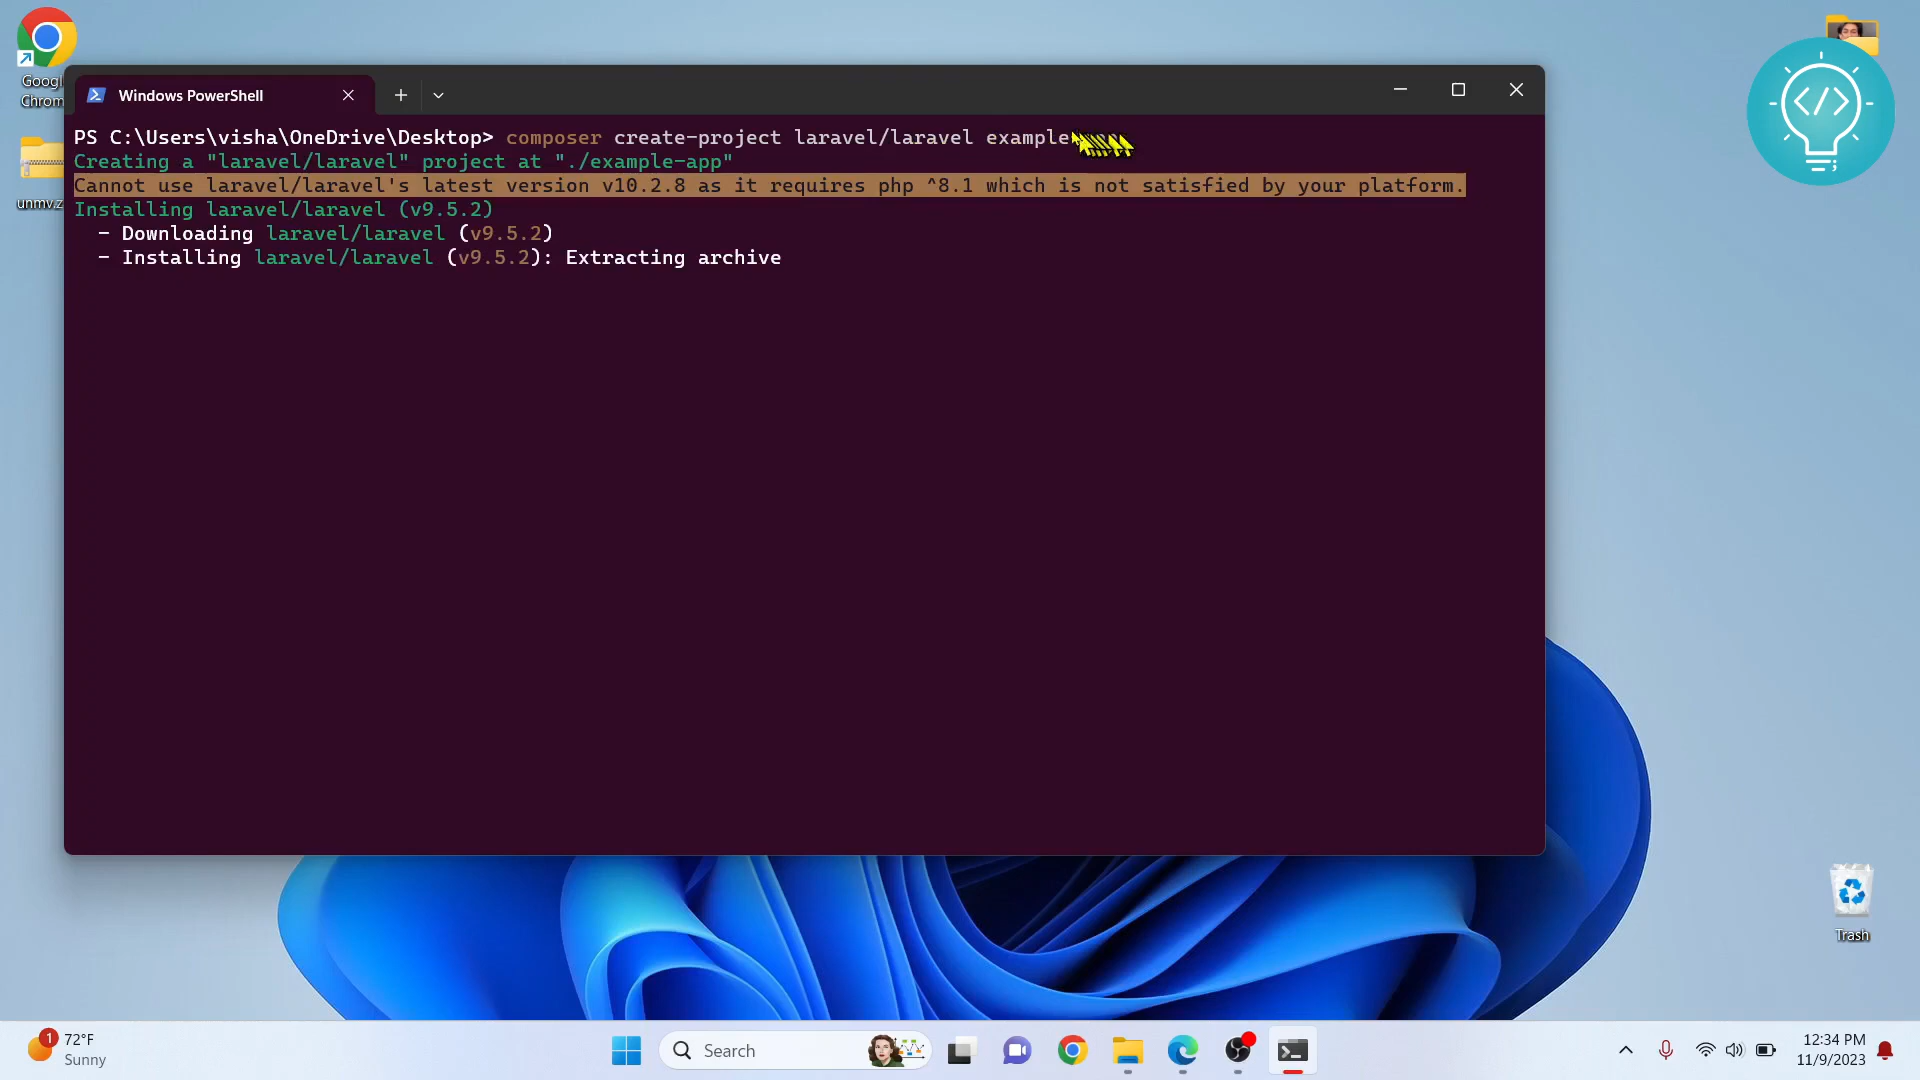 Googl
Chrom
unmv.z
Windows PowerShell
PS C:\Users\visha\OneDrive\Desktop> composer create-project laravel/laravel example
Creating a "laravel/laravel" project at "./example-app"
Cannot use laravel/laravel's latest version v10.2.8 as it requires php ^8.1 which is not satisfied by your platform.
Installing laravel/laravel (v9.5.2)
- Downloading laravel/laravel (v9.5.2)
- Installing laravel/laravel (v9.5.2): Extracting archive
</>
Trash
1
72°F
Sunny
Search
12:34 PM
11/9/2023